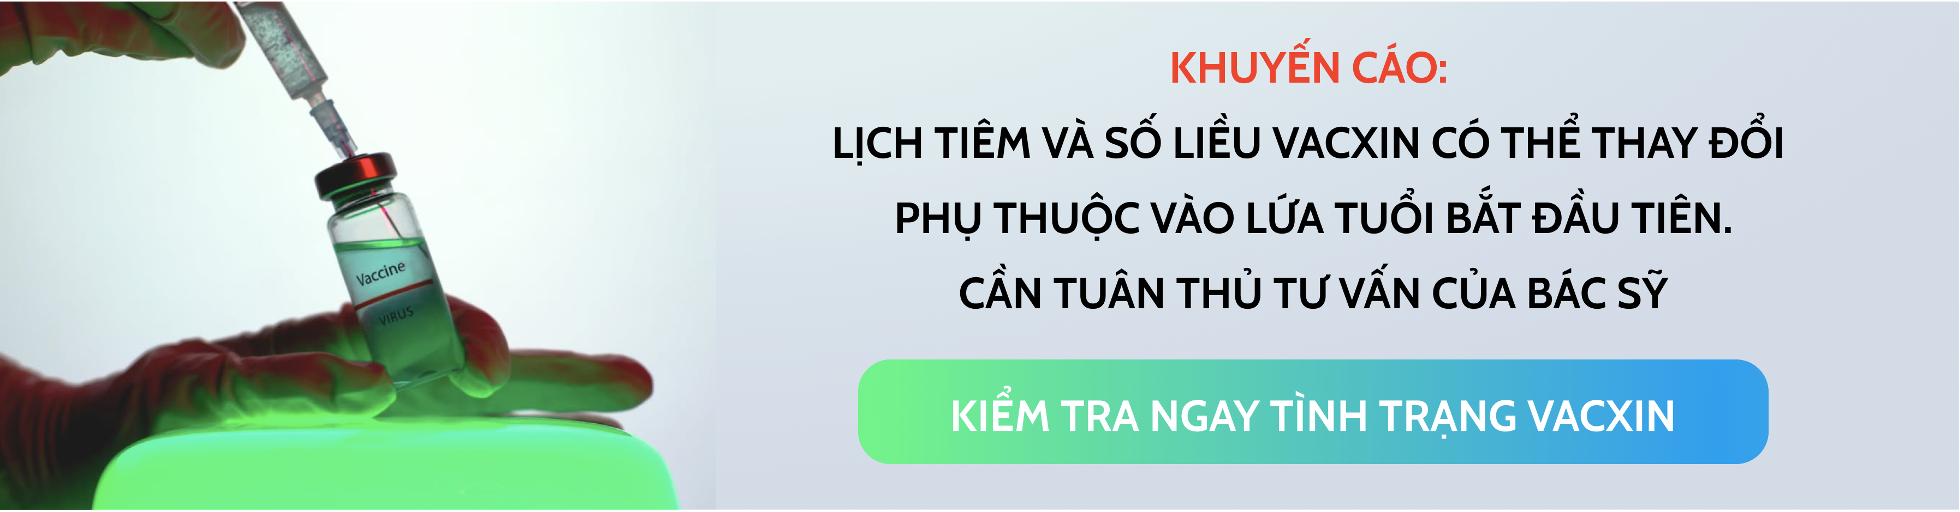 KHUYẾN CÁO:
LỊCH TIÊM VÀ SỐ LIỀU VACXIN CÓ THỂ THAY ĐỔI
PHỤ THUỘC VÀO LỨA TUỔI BẮT ĐẦU TIÊN.
CẦN TUÂN THỦ TƯ VẤN CỦA BÁC SỸ
KIỂM TRA NGAY TÌNH TRẠNG VACXIN
Vaccine
VIRUS